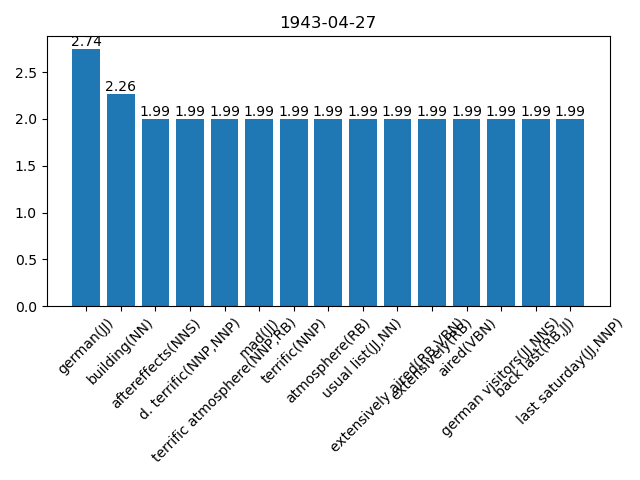 1943-04-27
2.74
2.26
1.99
1.99
1.99
1.99
1.99
1.99
1.99
1.99
1.99
1.99
1.99
1.99
1.99
2.5
2.0
1.5
1.0
0.5
0.0
german(JJ)
building(NN)
aftereffects(NNS)
d. terrific(NNP,NNP)
terrific atmosphere(NNP,RB)
mad(JJ)
terrific(NNP)
atmosphere(RB)
usual list(JJ,NN)
extensively aired(RB,VBN)
extensively(RB)
aired(VBN)
german visitors(JJ,NNS)
back last(RB,JJ)
last saturday(JJ,NNP)